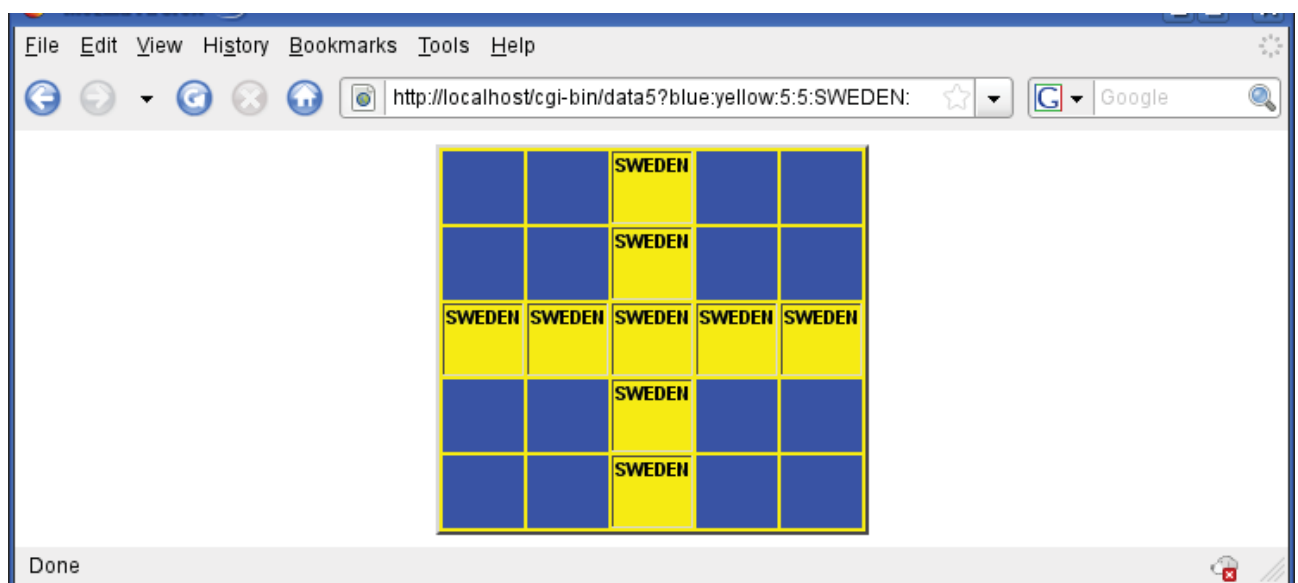 File Edit View History Bookmarks Tools Help
http://localhost/cgi-bin/data5?blue:yellow:5:5:SWEDEN: G Google
SWEDEN
SWEDEN
SWEDEN SWEDEN SWEDEN SWEDEN SWEDEN
SWEDEN
SWEDEN
Done